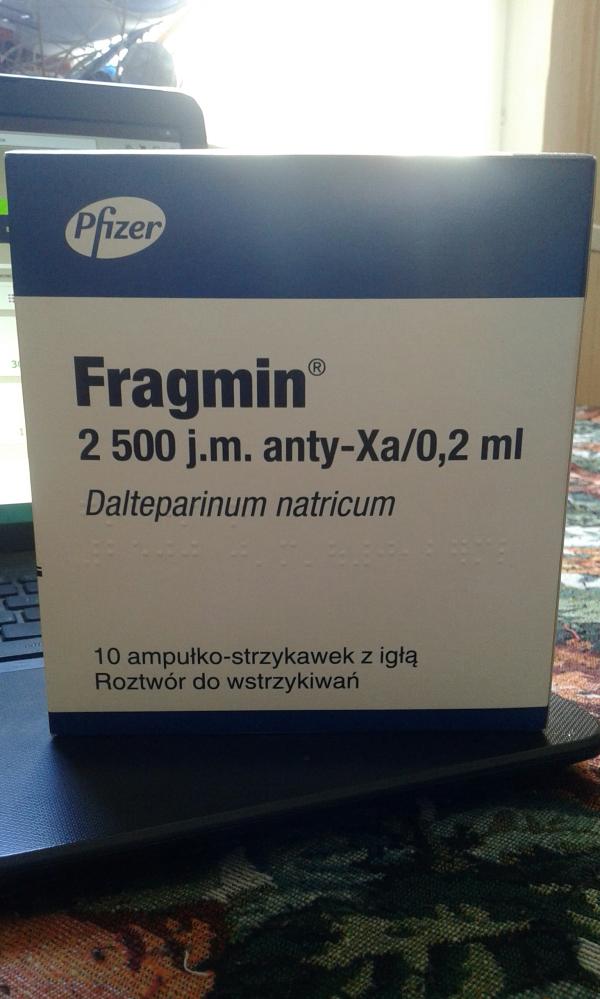 Pfizer
Fragmin®
2 500 j.m. anty-Xa/0,2 ml
Dalteparinum natricum
10 ampułko-strzykawek z igłą
Roztwór do wstrzykiwań